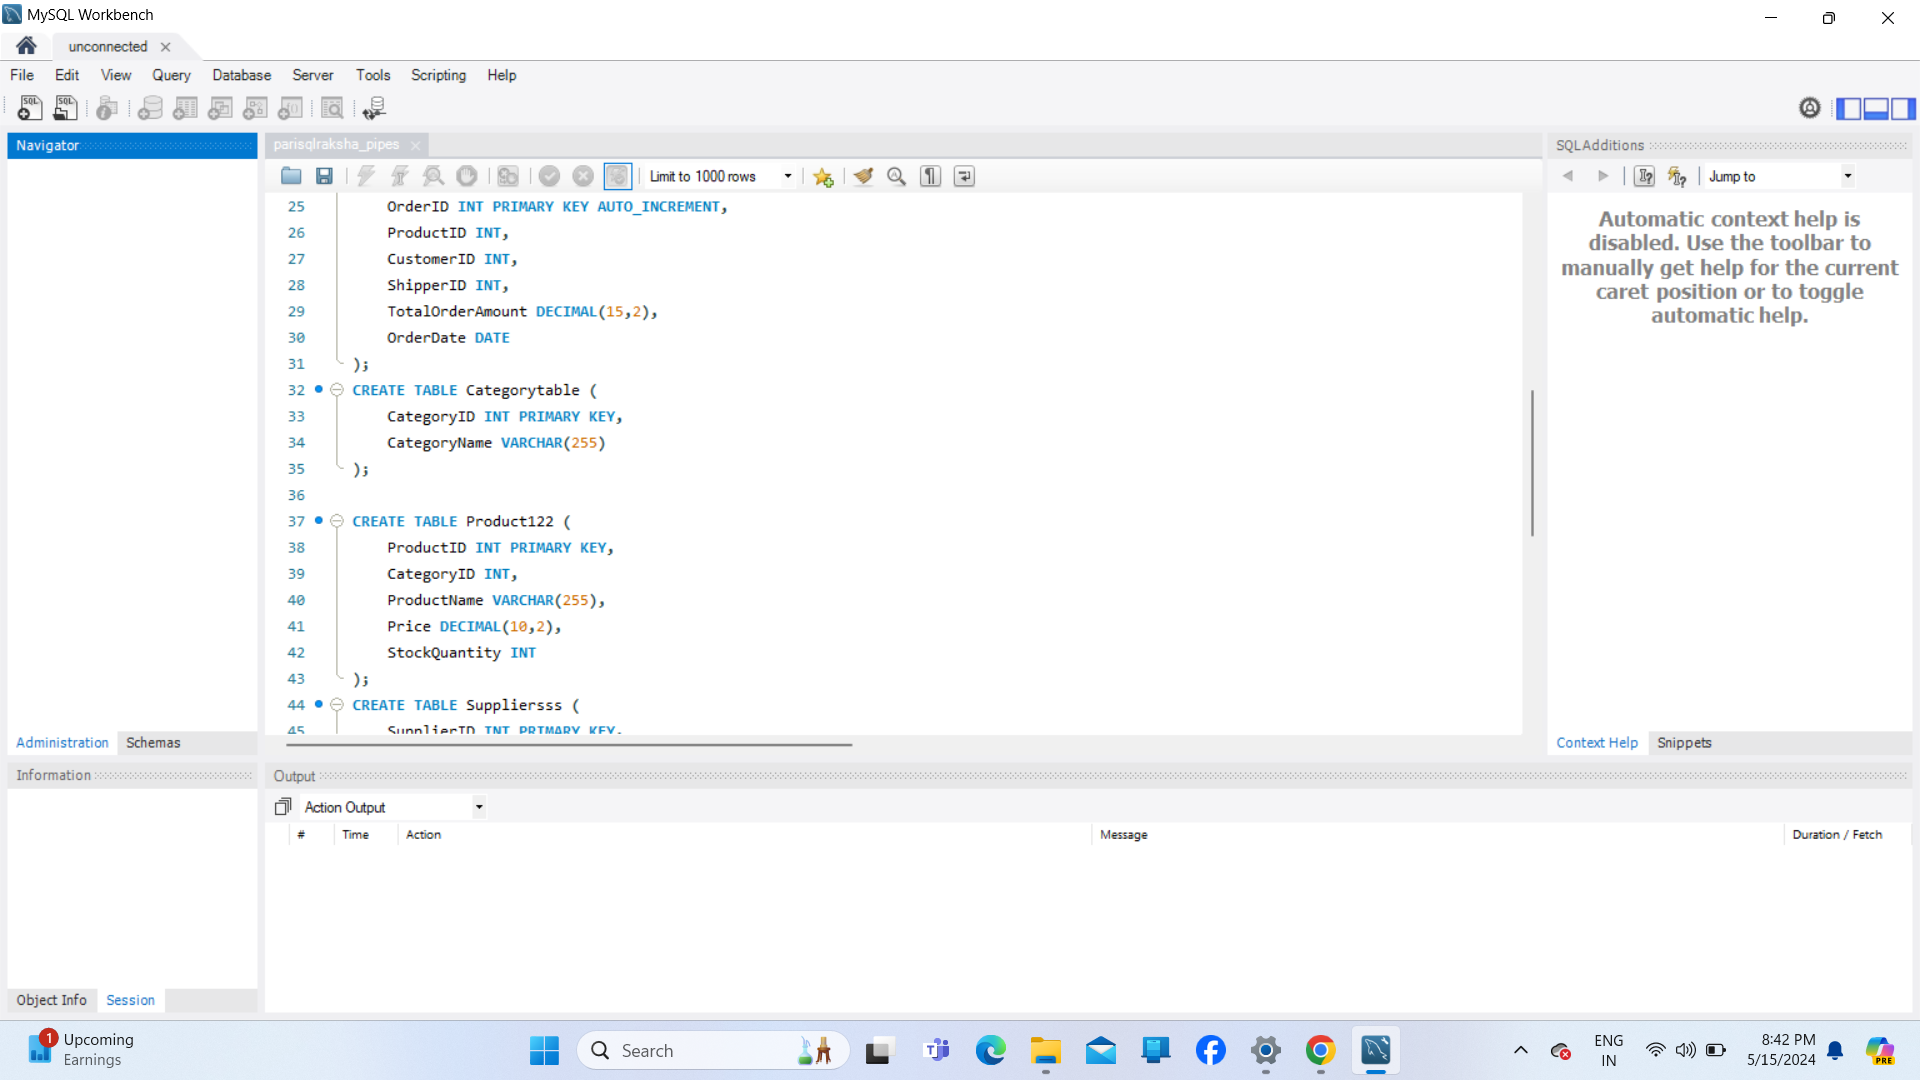 MySQL Workbench
unconnected
File Edit View Query Database Server Tools Scripting Help
SQL SQL
Navigator
parisqlraksha_pipes
SQLAdditions
Limit to 1000 rows
Jump to
Automatic context help is
disabled. Use the toolbar to
manually get help for the current
caret position or to toggle
automatic help.
25 OrderID INT PRIMARY KEY AUTO_INCREMENT,
26 ProductID INT,
27 CustomerID INT,
28 ShipperID INT,
29 TotalOrderAmount DECIMAL(15,2),
30 OrderDate DATE
31 );
32 CREATE TABLE Categorytable (
33 CategoryID INT PRIMARY KEY,
34 CategoryName VARCHAR(255)
35 );
36
37 CREATE TABLE Product122 (
38 ProductID INT PRIMARY KEY,
39 CategoryID INT,
40 ProductName VARCHAR(255),
41 Price DECIMAL(10,2),
42 StockQuantity INT
43 );
44 CREATE TABLE Suppliersss (
45 SupplierID INT PRIMARY KEY,
Administration Schemas
Context Help Snippets
Information
Output
Action Output
# Time Action Message Duration / Fetch
Object Info Session
1 Upcoming
Earnings
Search
ENG
IN
8:42 PM
5/15/2024
PRE